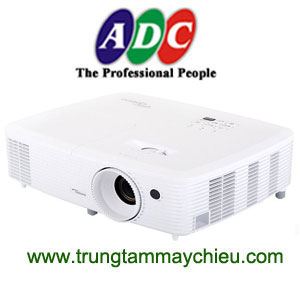 ADC
The Professional People
www.trungtammaychieu.com